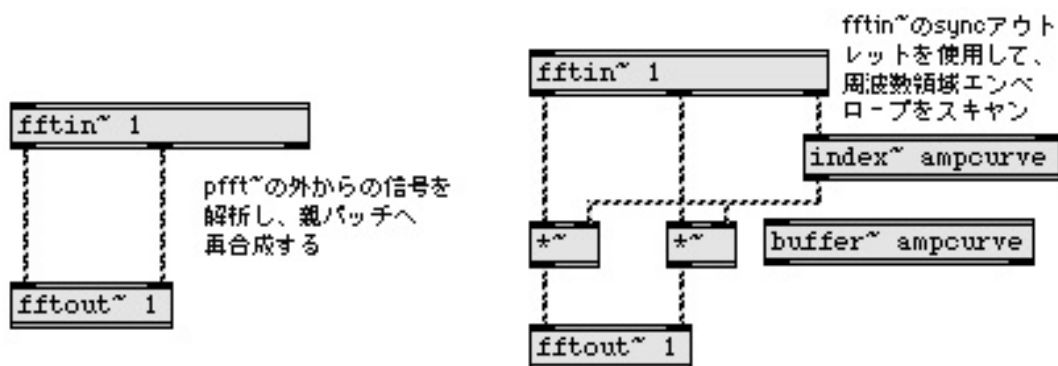 fftin~ 1
pfft~の外からの信号を
解析し、親パッチへ
再合成する
fftout~ 1
fftin~のsyncアウト
レットを使用して、
周波数領域エンベ
ロープをスキャン
fftin~ 1
index~ ampcurve
*~
*~
buffer~ ampcurve
fftout~ 1